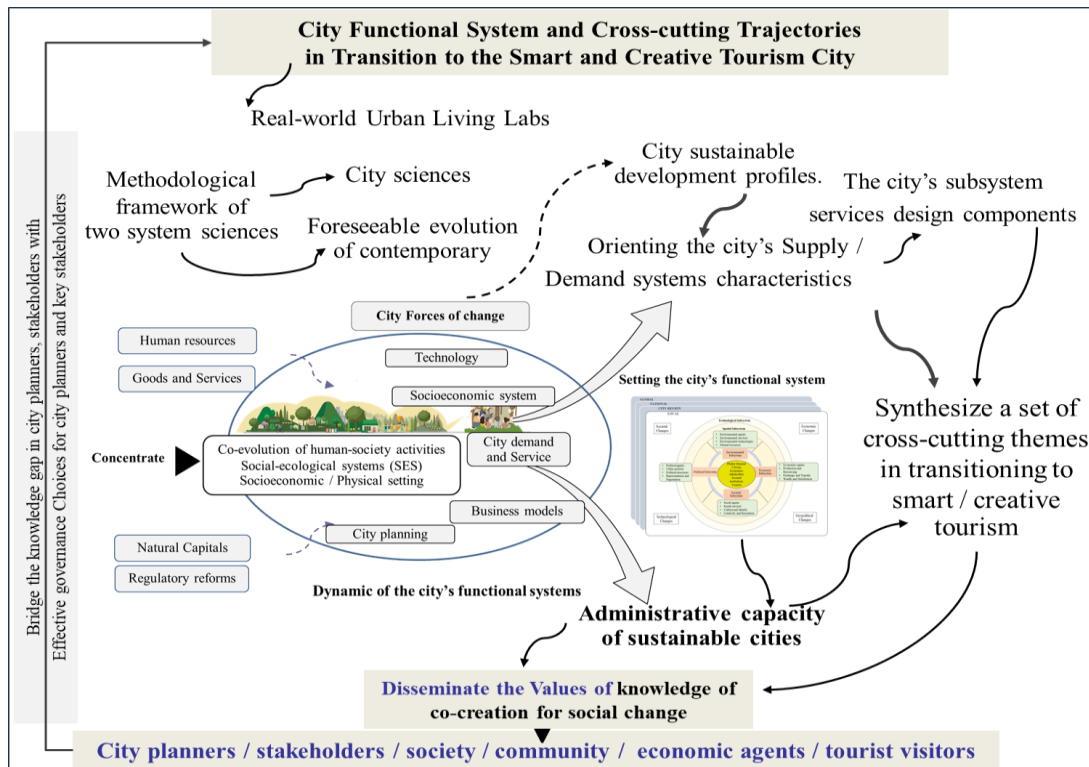 City Functional System and Cross-cutting Trajectories
in Transition to the Smart and Creative Tourism City
Real-world Urban Living Labs
Methodological
framework of
two system sciences
City sciences
Foreseeable evolution
of contemporary
City sustainable
development profiles.
The city's subsystem
services design components
Orienting the city's Supply /
Demand systems characteristics
Bridge the knowledge gap in city planners, stakeholders with
Effective governance Choices for city planners and key stakeholders
City Forces of change
Human resources
Goods and Services
Technology
Socioeconomic system
Concentrate
Co-evolution of human-society activities
Social-ecological systems (SES)
Socioeconomic / Physical setting
City demand
and Service
Business models
City planning
Natural Capitals
Regulatory reforms
Setting the city's functional system
Synthesize a set of
cross-cutting themes
in transitioning to
smart / creative
tourism
Dynamic of the city's functional systems
Administrative capacity
of sustainable cities
Disseminate the Values of knowledge of
co-creation for social change
City planners / stakeholders / society / community / economic agents / tourist visitors